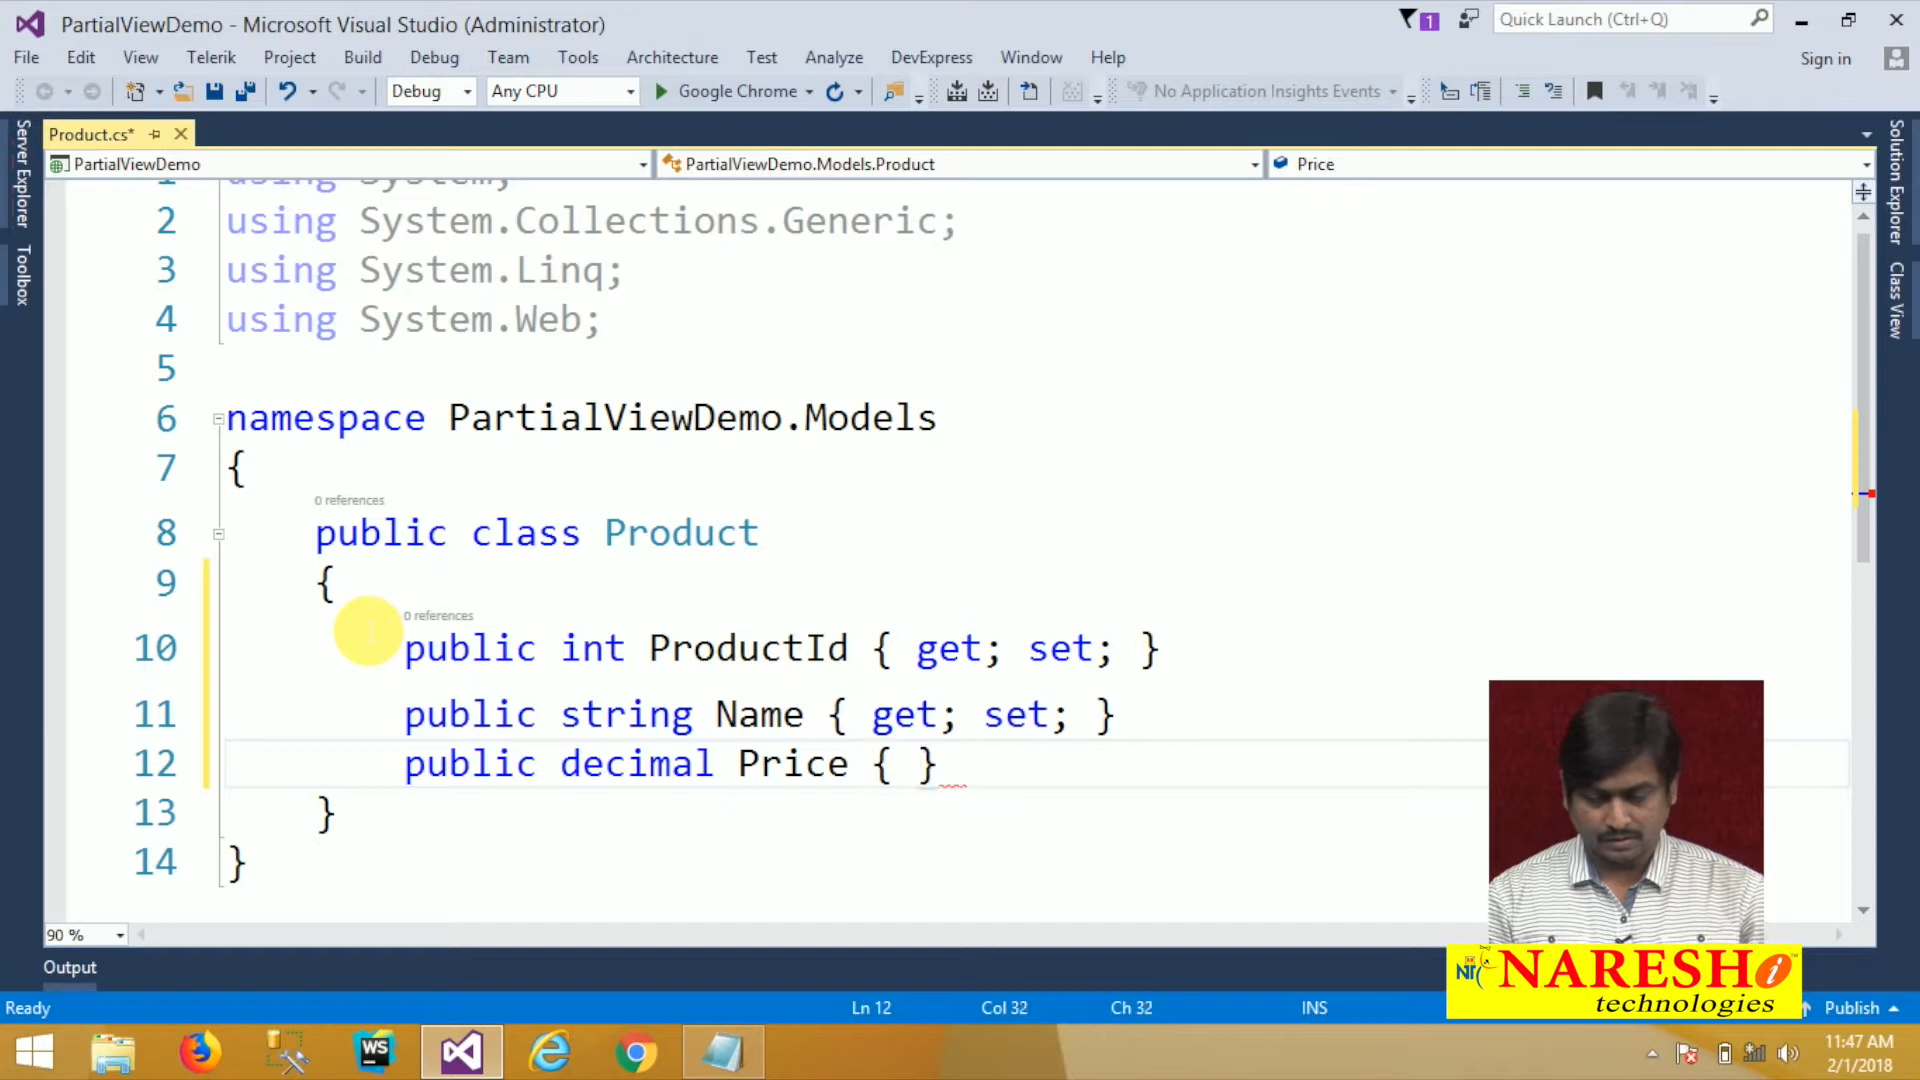 PartialViewDemo - Microsoft Visual Studio (Administrator)
1
Quick Launch (Ctrl+Q)
File Edit View Telerik Project Build Debug Team Tools Architecture Test Analyze DevExpress Window Help
Sign in
Debug Any CPU Google Chrome No Application Insights Events
Server Explorer
Toolbox
Product.cs*
PartialViewDemo PartialViewDemo.Models.Product Price
Solution Explorer
Class View
1 using System;
2 using System.Collections.Generic;
3 using System.Linq;
4 using System.Web;
5
6 namespace PartialViewDemo.Models
7 {
0 references
8 public class Product
9 {
0 references
10 public int ProductId { get; set; }
11 public string Name { get; set; }
12 public decimal Price { }
13 }
14 }
90 %
Output
NARESH i
technologies
Ready Ln 12 Col 32 Ch 32 INS Publish
WS
11:47 AM
2/1/2018